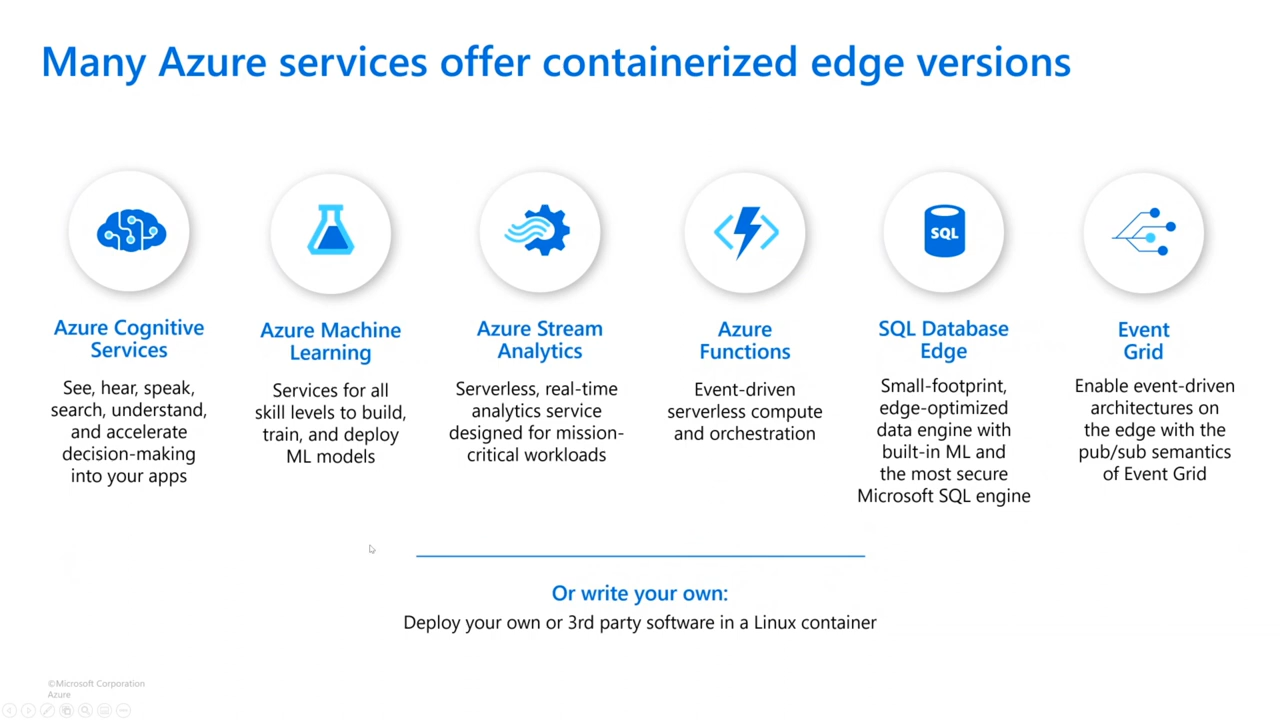 Many Azure services offer containerized edge versions
SQL
Azure Cognitive
Services
See, hear, speak,
search, understand,
and accelerate
decision-making
into your apps
Azure Machine
Learning
Services for all
skill levels to build,
train, and deploy
ML models
Azure Stream
Analytics
Serverless, real-time
analytics service
designed for mission-
critical workloads
Azure
Functions
Event-driven
serverless compute
and orchestration
SQL Database
Edge
Small-footprint,
edge-optimized
data engine with
built-in ML and
the most secure
Microsoft SQL engine
Event
Grid
Enable event-driven
architectures on
the edge with the
pub/sub semantics
of Event Grid
Or write your own:
Deploy your own or 3rd party software in a Linux container
©Microsoft Corporation
Azure